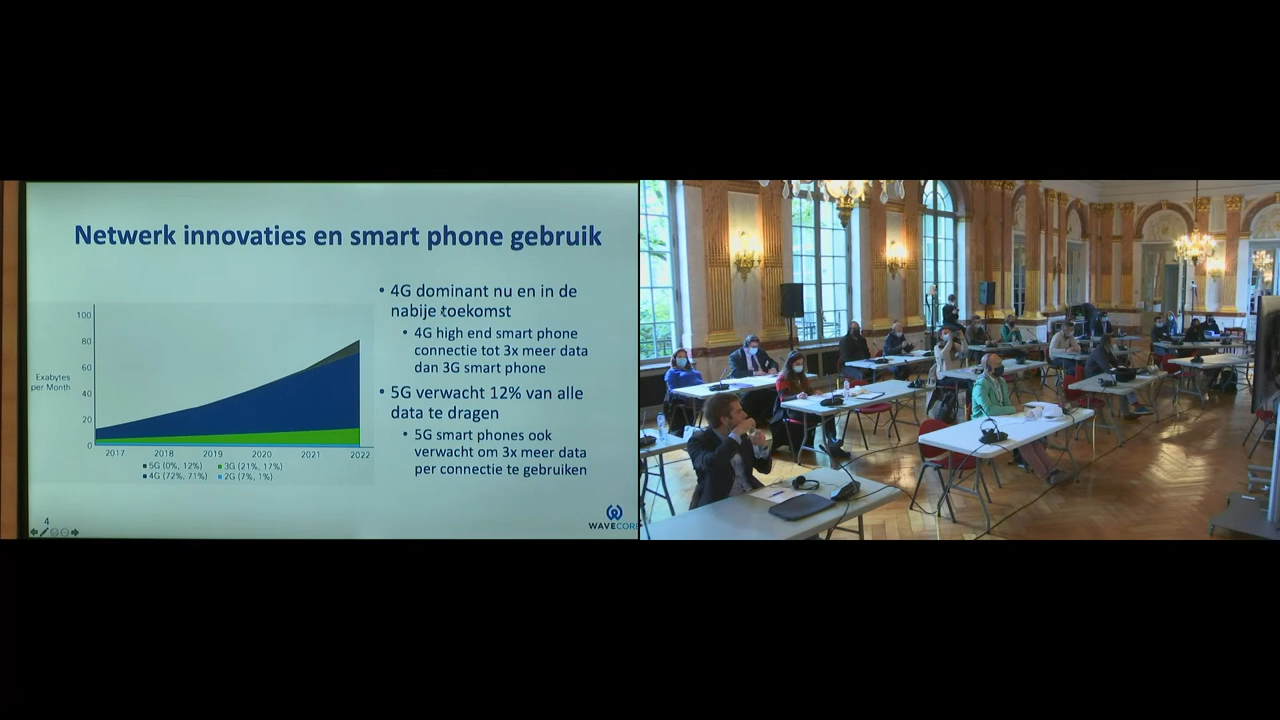 Netwerk innovaties en smart phone gebruik
• 4G dominant nu en in de
nabije toekomst
• 4G high end smart phone
connectie tot 3x meer data
dan 3G smart phone
• 5G verwacht 12% van alle
data te dragen
• 5G smart phones ook
verwacht om 3x meer data
per connectie te gebruiken
100
80
60
40
20
0
Exabytes
per Month
2017 2018 2019 2020 2021 2022
5G (0%, 12%) 3G (21%, 17%)
4G (72%, 71%) 2G (7%, 1%)
4
WAVECORE